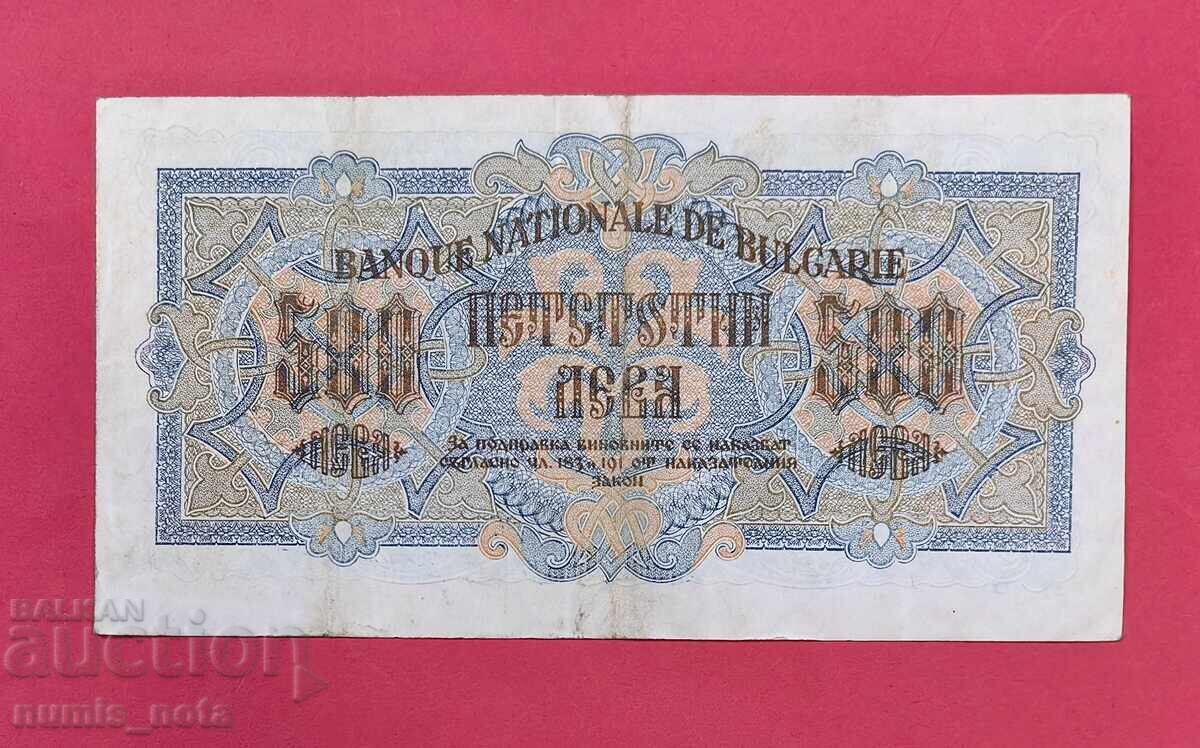 BANQUE NATIONALE DE BULGARIE
500 ПЕТСТОТИН 500
ЛЕВА
ЛЕВА ЛЕВА
ЗА ПОДПРАВКА ВИНОВНИТЕ СЕ НАКАЗВАТ
СЪГЛАСНО ЧЛ. 183 И 191 ОТ НАКАЗАТЕЛНИЯ
ЗАКОН
BALKAN
auction
numis_nota